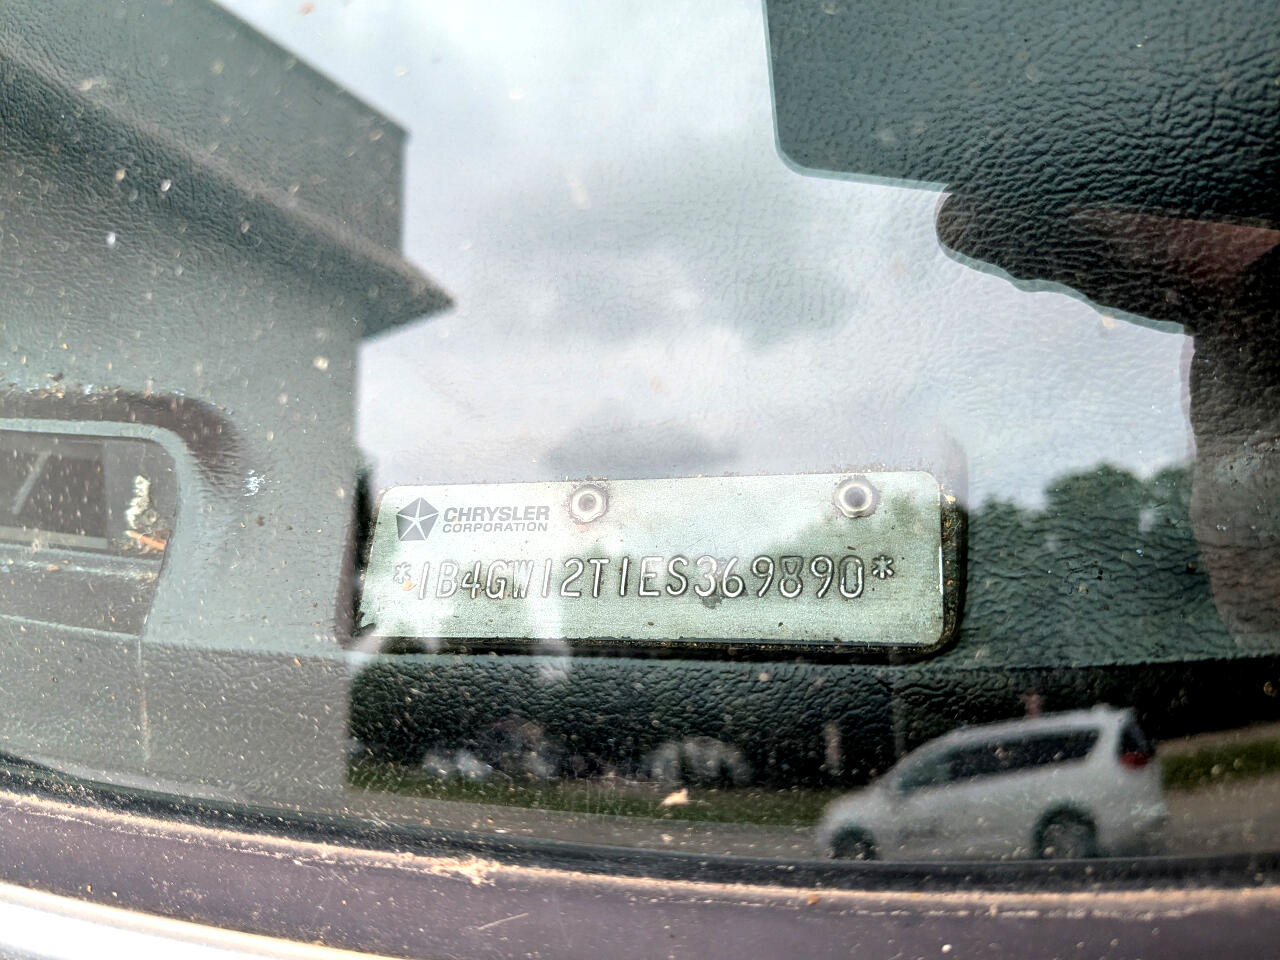 CHRYSLER
CORPORATION
*1B4GW12T1ES369890*